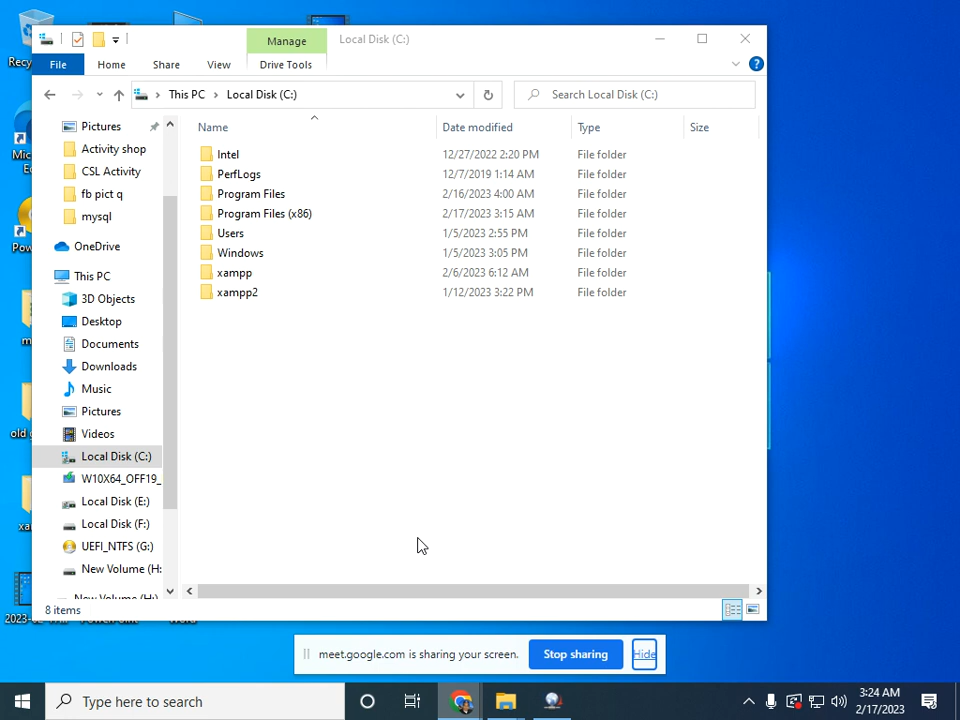 Manage
Local Disk (C:)
File
Home
Share
View
Drive Tools
This PC
Local Disk (C:)
Search Local Disk (C:)
Name
Date modified
Type
Size
Intel 12/27/2022 2:20 PM File folder
PerfLogs 12/7/2019 1:14 AM File folder
Program Files 2/16/2023 4:00 AM File folder
Program Files (x86) 2/17/2023 3:15 AM File folder
Users 1/5/2023 2:55 PM File folder
Windows 1/5/2023 3:05 PM File folder
xampp 2/6/2023 6:12 AM File folder
xampp2 1/12/2023 3:22 PM File folder
Pictures
Activity shop
CSL Activity
fb pict q
mysql
OneDrive
This PC
3D Objects
Desktop
Documents
Downloads
Music
Pictures
Videos
Local Disk (C:)
W10X64_OFF19_
Local Disk (E:)
Local Disk (F:)
UEFI_NTFS (G:)
New Volume (H:
New Volume (H:)
8 items
meet.google.com is sharing your screen.
Stop sharing
Hide
Type here to search
3:24 AM
2/17/2023